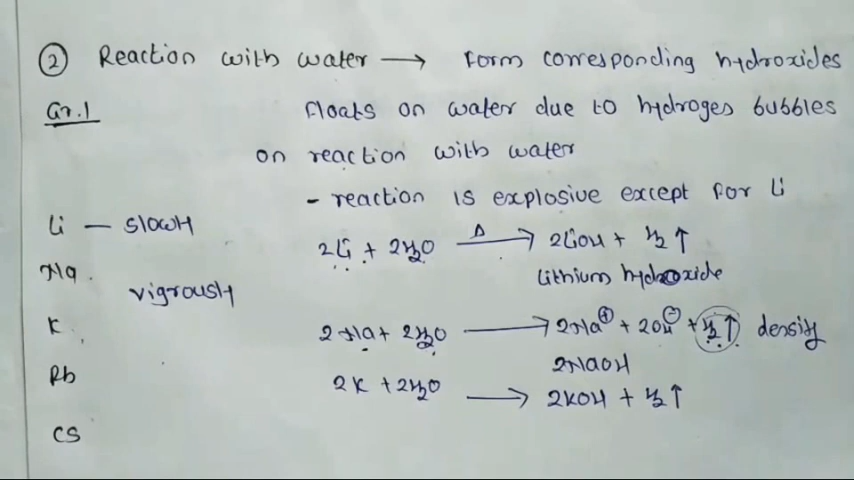 ② Reaction with water → Form corresponding hydroxides
Gr.1 Floats on water due to hydroges bubbles
on reaction with water
- reaction is explosive except for Li
Li - slowly
2Li + 2H₂O —Δ→ 2LiOH + H₂↑
Lithium hydroxide
Na
vigrously
K
2Na + 2H₂O → 2Na⊕ + 2OH⊖ + H₂↑ density
2NaOH
Rb
2K + 2H₂O → 2KOH + H₂↑
Cs